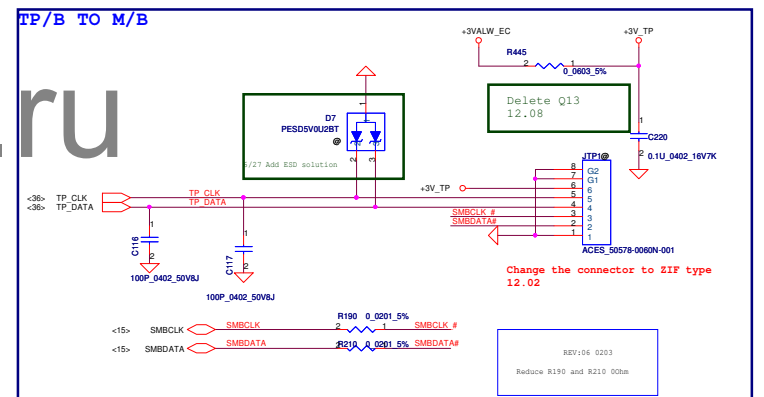 TP/B TO M/B
.ru
+3VALW_EC
+3V_TP
R445
2
1
0_0603_5%
Delete Q13
12.08
1
C220
2
0.1U_0402_16V7K
D7
PESD5V0U2BT
@
1
2
3
5/27 Add ESD solution
JTP1@
8
G2
7
G1
6
6
5
5
4
4
3
3
2
2
1
1
ACES_50578-0060N-001
+3V_TP
<36>
TP_CLK
TP_CLK
<36>
TP_DATA
TP_DATA
SMBCLK_#
SMBDATA#
1
C116
2
100P_0402_50V8J
1
C117
2
100P_0402_50V8J
Change the connector to ZIF type
12.02
R190
0_0201_5%
<15>
SMBCLK
SMBCLK
2
1
SMBCLK_#
<15>
SMBDATA
SMBDATA
R210
0_0201_5%
SMBDATA#
REV:06 0203
Reduce R190 and R210 0Ohm